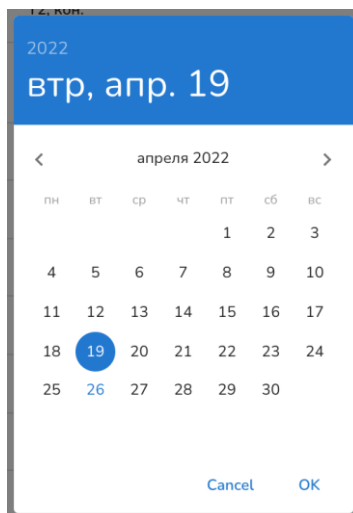 2022
втр, апр. 19
апреля 2022
пн вт ср чт пт сб вс
1 2 3
4 5 6 7 8 9 10
11 12 13 14 15 16 17
18 19 20 21 22 23 24
25 26 27 28 29 30
Cancel OK